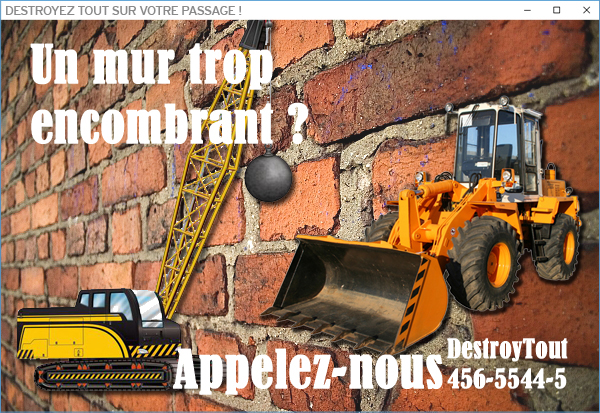 DESTROYEZ TOUT SUR VOTRE PASSAGE !
Un mur trop
encombrant ?
Appelez-nous
DestroyTout
456-5544-5